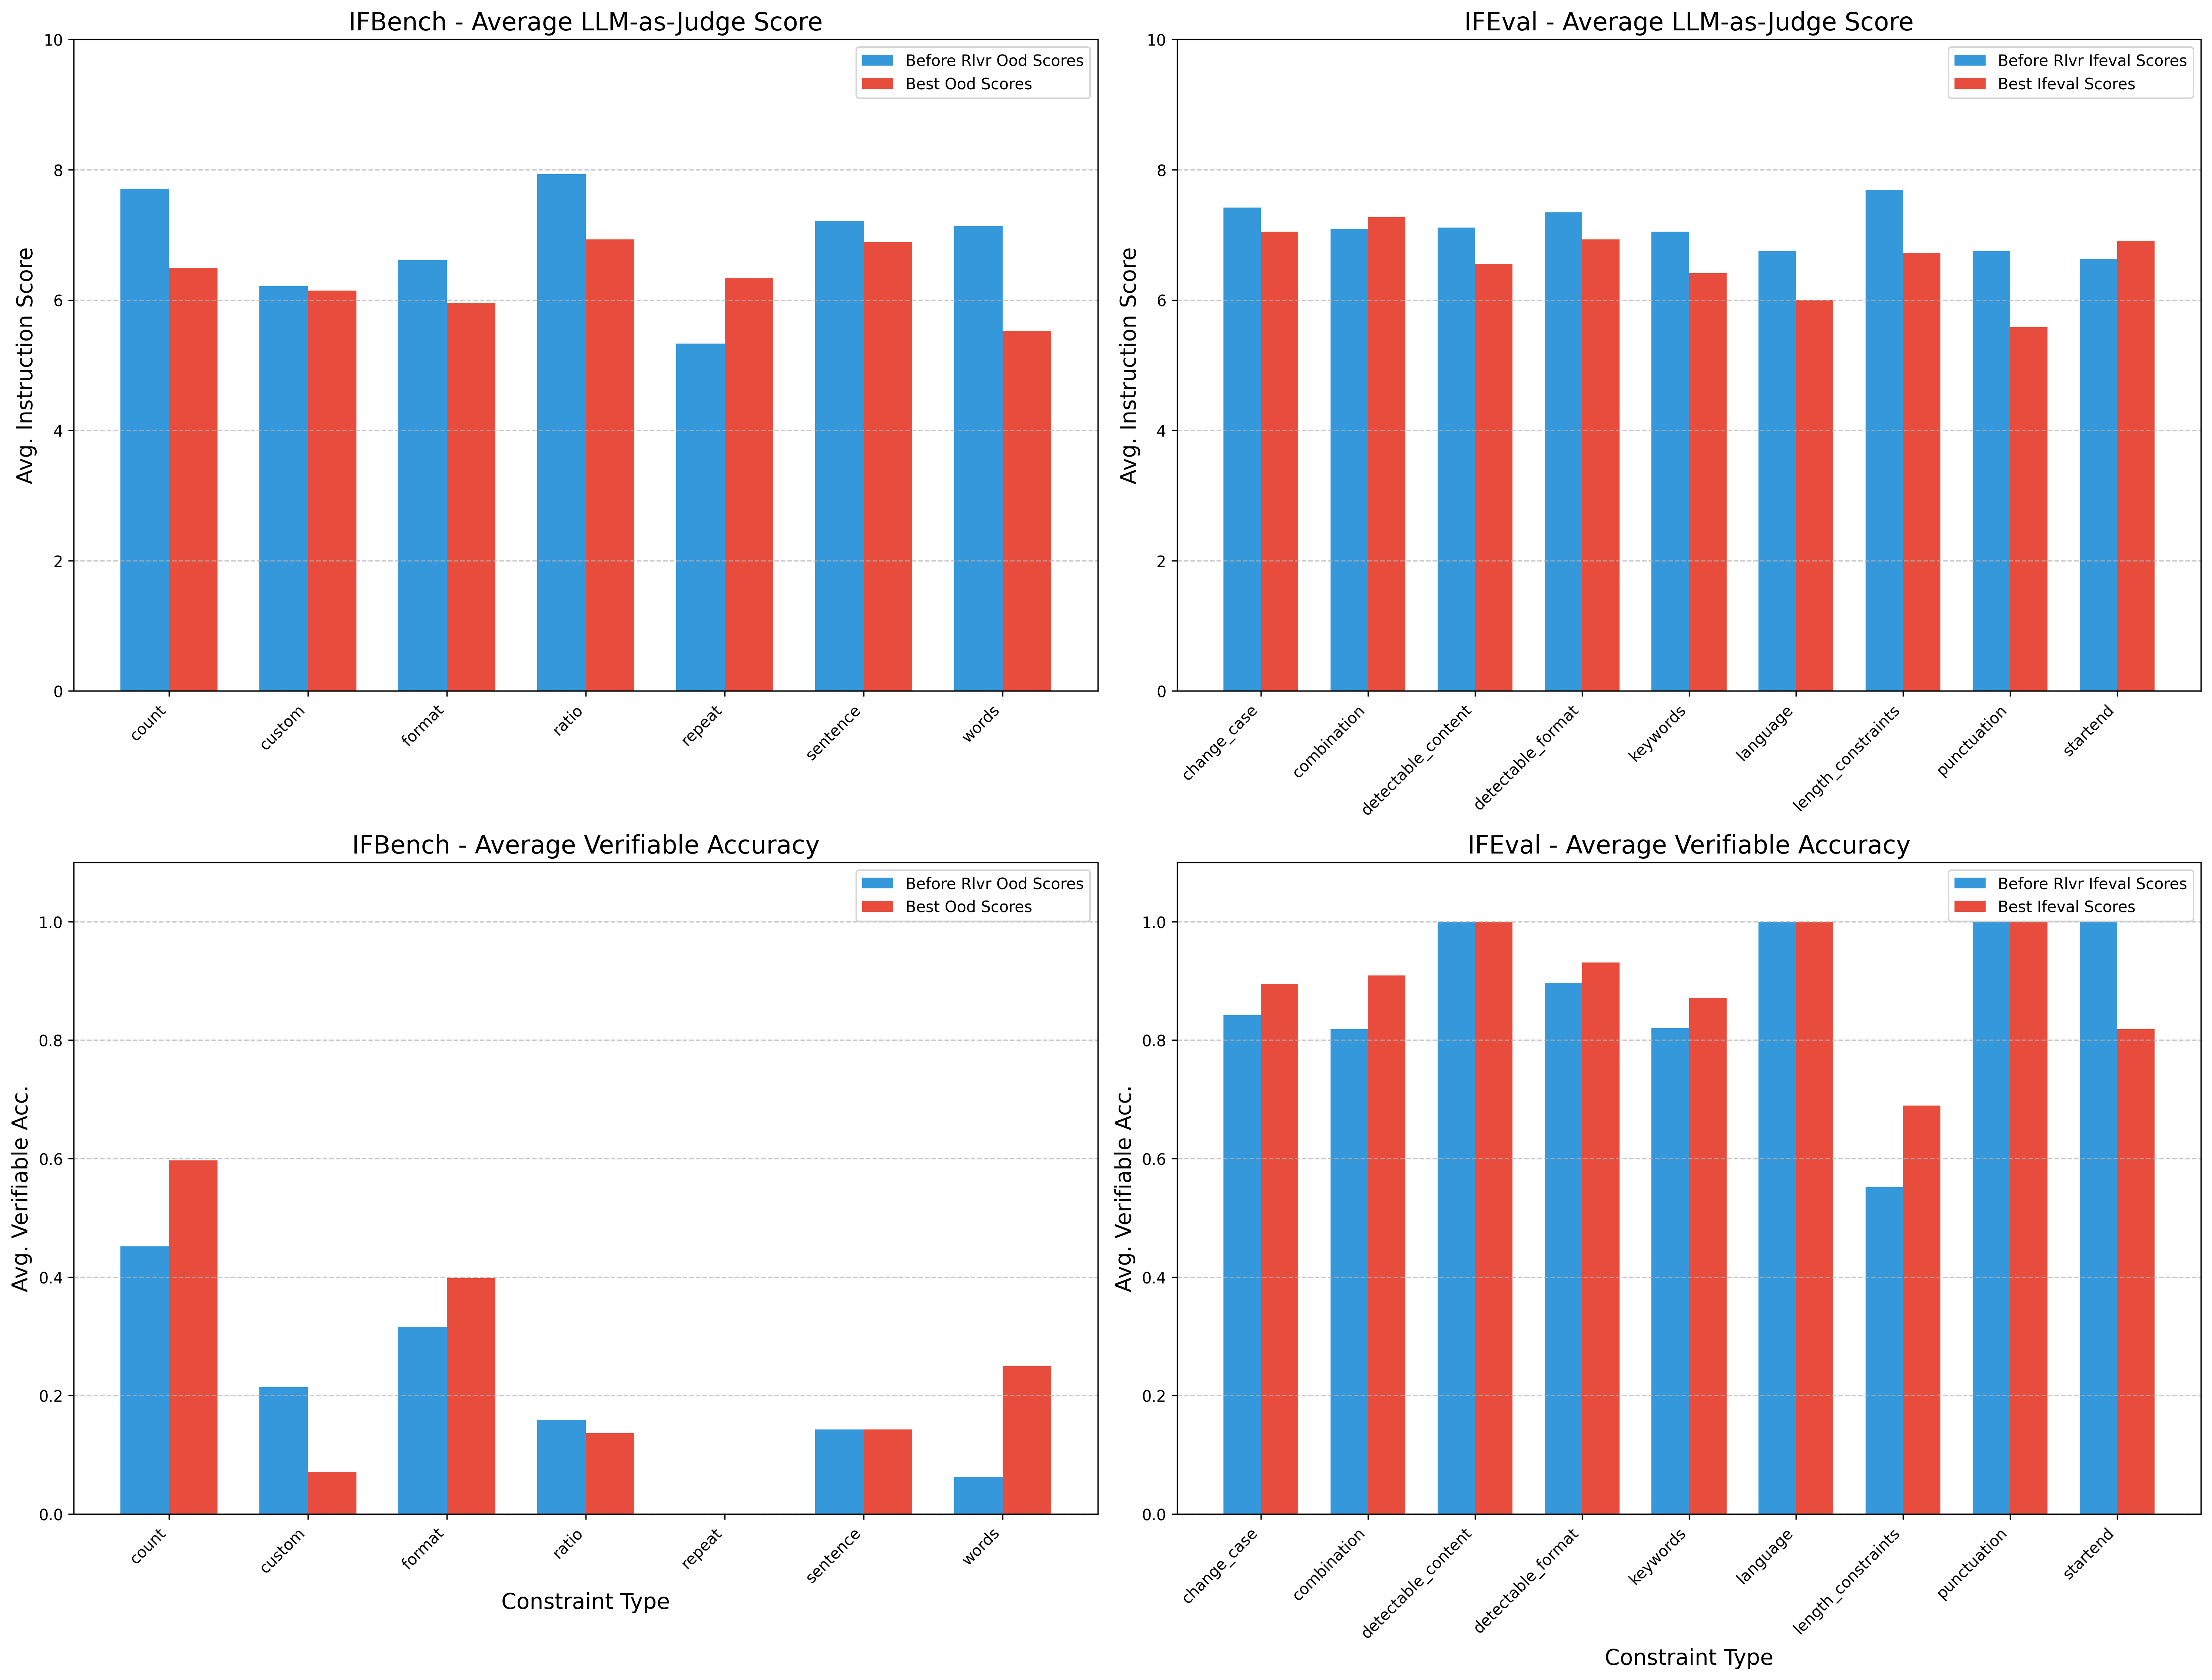 IFBench - Average LLM-as-Judge Score
Before Rlvr Ood Scores
Best Ood Scores
Avg. Instruction Score
10
8
6
4
2
0
count
custom
format
ratio
repeat
sentence
words
IFEval - Average LLM-as-Judge Score
Before Rlvr Ifeval Scores
Best Ifeval Scores
Avg. Instruction Score
10
8
6
4
2
0
change_case
combination
detectable_content
detectable_format
keywords
language
length_constraints
punctuation
startend
IFBench - Average Verifiable Accuracy
Before Rlvr Ood Scores
Best Ood Scores
Avg. Verifiable Acc.
1.0
0.8
0.6
0.4
0.2
0.0
count
custom
format
ratio
repeat
sentence
words
Constraint Type
IFEval - Average Verifiable Accuracy
Before Rlvr Ifeval Scores
Best Ifeval Scores
Avg. Verifiable Acc.
1.0
0.8
0.6
0.4
0.2
0.0
change_case
combination
detectable_content
detectable_format
keywords
language
length_constraints
punctuation
startend
Constraint Type